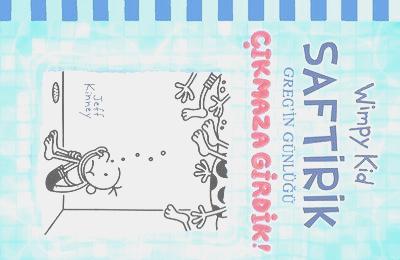 Wimpy Kid
SAFTİRİK
GREG'İN GÜNLÜĞÜ
ÇIKMAZA GİRDİK!
Jeff
Kinney